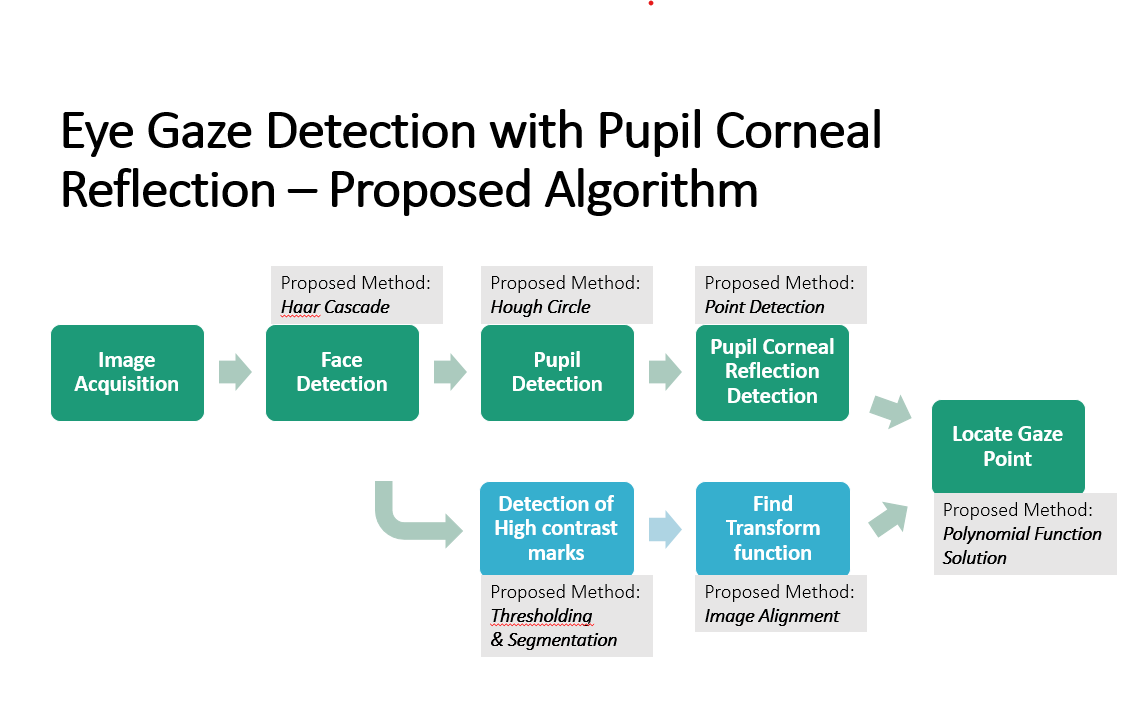 Eye Gaze Detection with Pupil Corneal
Reflection – Proposed Algorithm
Proposed Method:
Haar Cascade
Proposed Method:
Hough Circle
Proposed Method:
Point Detection
Image
Acquisition
Face
Detection
Pupil
Detection
Pupil Corneal
Reflection
Detection
Locate Gaze
Point
Proposed Method:
Polynomial Function
Solution
Detection of
High contrast
marks
Find
Transform
function
Proposed Method:
Thresholding
& Segmentation
Proposed Method:
Image Alignment